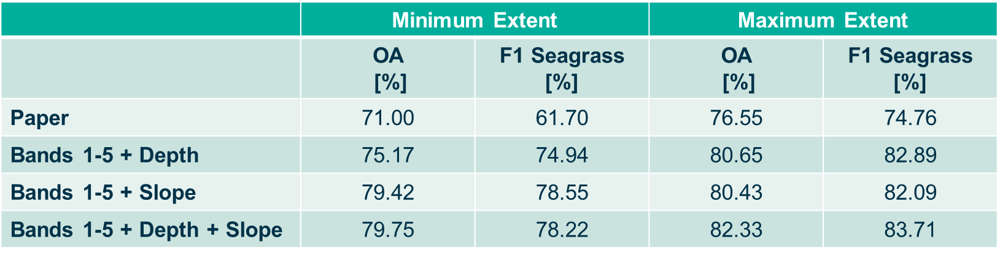 Minimum Extent Maximum Extent
OA F1 Seagrass OA F1 Seagrass
[%] [%] [%] [%]
Paper 71.00 61.70 76.55 74.76
Bands 1-5 + Depth 75.17 74.94 80.65 82.89
Bands 1-5 + Slope 79.42 78.55 80.43 82.09
Bands 1-5 + Depth + Slope 79.75 78.22 82.33 83.71